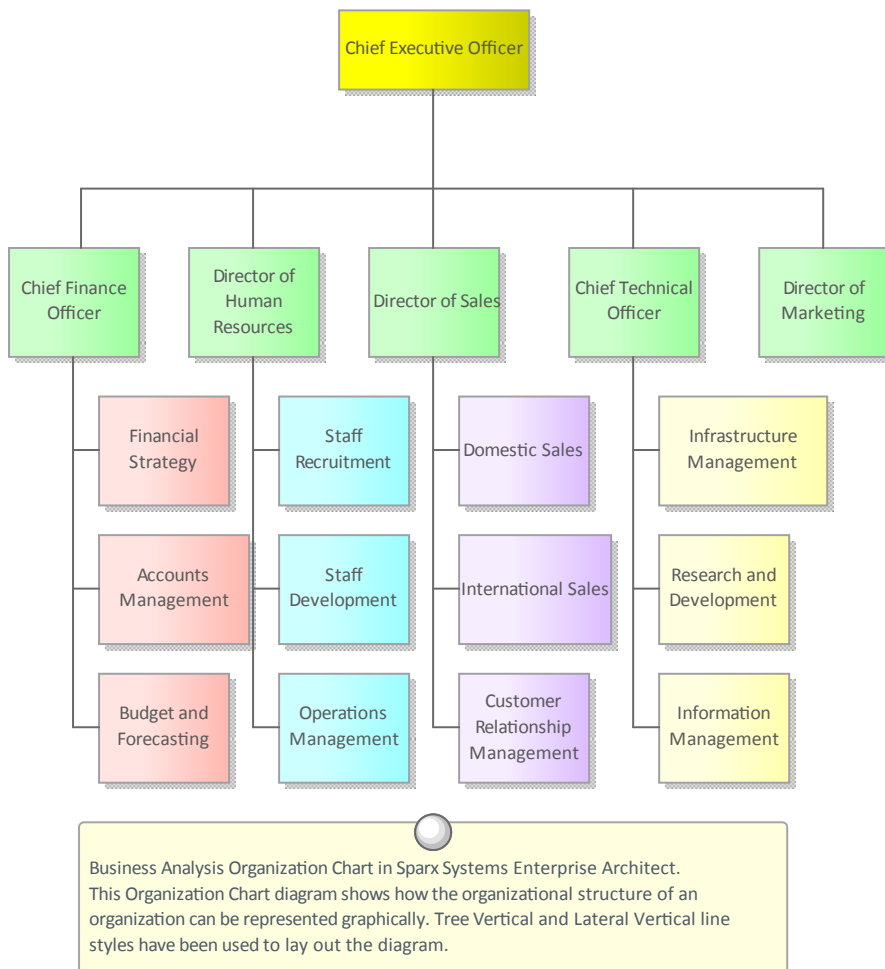 Chief Executive Officer
Chief Finance
Officer
Director of
Human
Resources
Director of Sales
Chief Technical
Officer
Director of
Marketing
Financial
Strategy
Staff
Recruitment
Domestic Sales
Infrastructure
Management
Accounts
Management
Staff
Development
International Sales
Research and
Development
Budget and
Forecasting
Operations
Management
Customer
Relationship
Management
Information
Management
Business Analysis Organization Chart in Sparx Systems Enterprise Architect.
This Organization Chart diagram shows how the organizational structure of an
organization can be represented graphically. Tree Vertical and Lateral Vertical line
styles have been used to lay out the diagram.